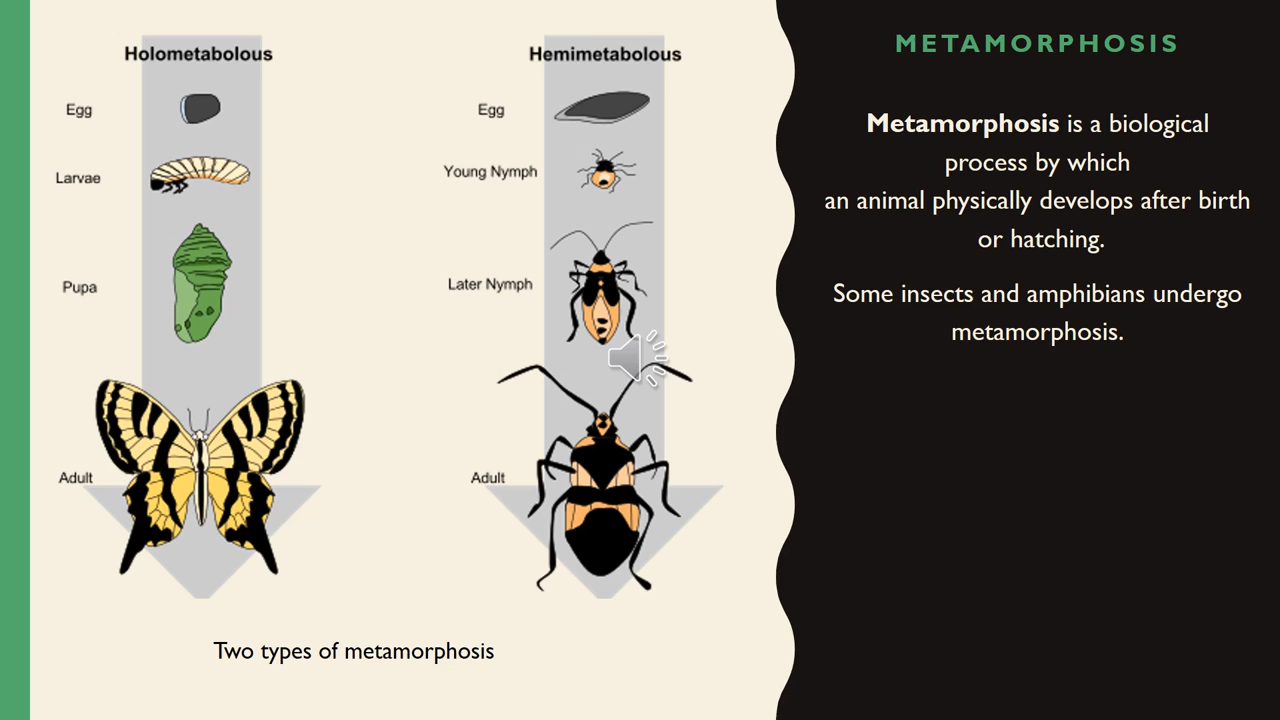 Holometabolous
Egg
Larvae
Pupa
Adult
Hemimetabolous
Egg
Young Nymph
Later Nymph
Adult
Two types of metamorphosis
METAMORPHOSIS
Metamorphosis is a biological
process by which
an animal physically develops after birth
or hatching.
Some insects and amphibians undergo
metamorphosis.